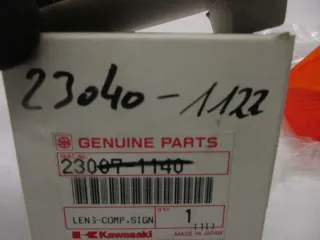 23040-1122
GENUINE PARTS
23007-1140
LENS-COMP,SIGN
1
Kawasaki
MADE IN JAPAN